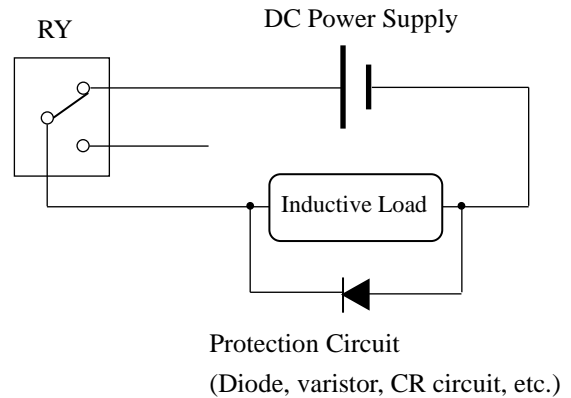 DC Power Supply
RY
Inductive Load
Protection Circuit
(Diode, varistor, CR circuit, etc.)